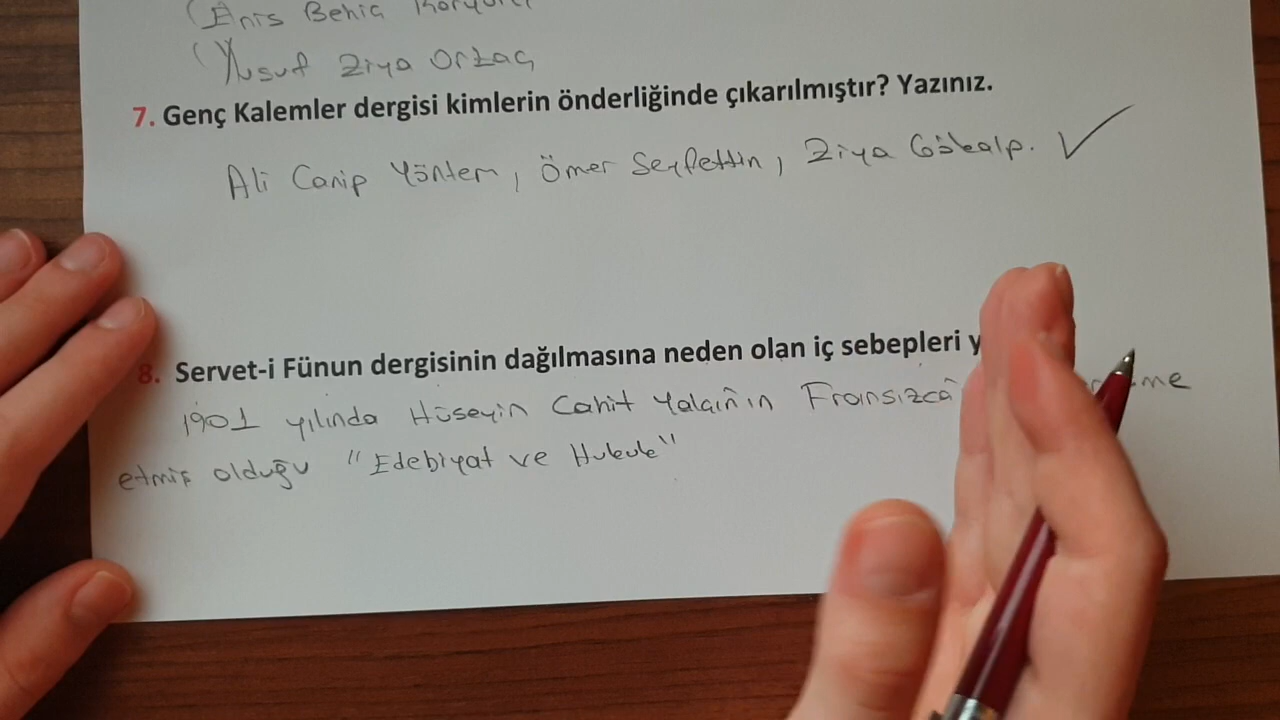 (Enis Behiç Koryürek
(Yusuf Ziya Ortaç
7. Genç Kalemler dergisi kimlerin önderliğinde çıkarılmıştır? Yazınız.
Ali Canip Yöntem, Ömer Seyfettin, Ziya Gökalp.
8. Servet-i Fünun dergisinin dağılmasına neden olan iç sebepleri y
1901 yılında Hüseyin Cahit Yalçın'ın Fransızca
etmiş olduğu "Edebiyat ve Hukuk"